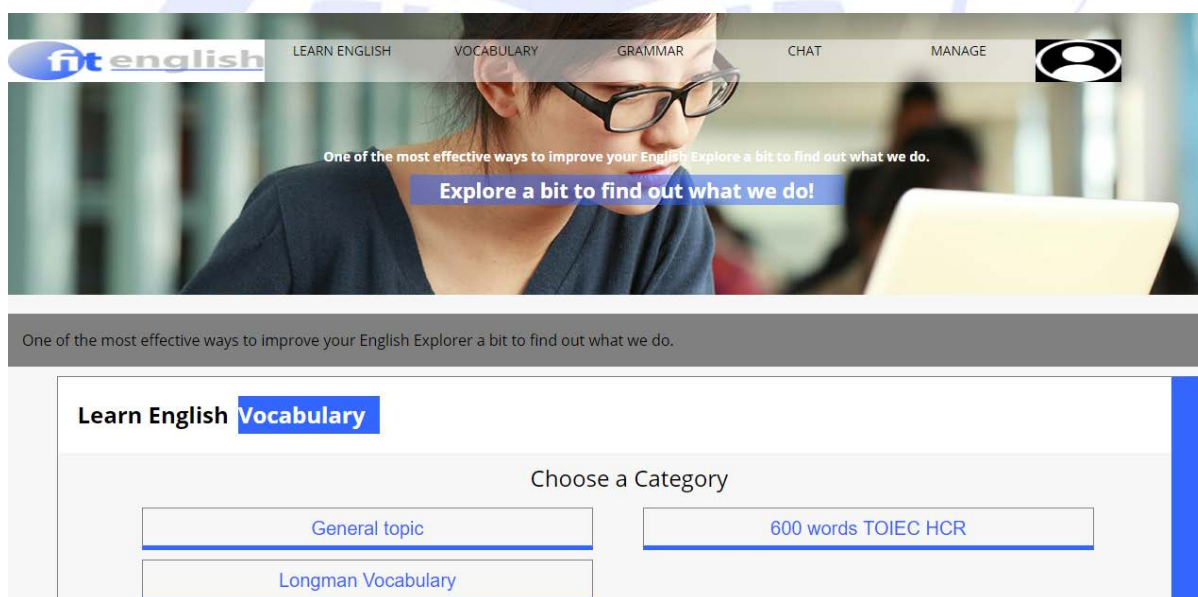 fit english
LEARN ENGLISH VOCABULARY GRAMMAR CHAT MANAGE
One of the most effective ways to improve your English Explore a bit to find out what we do.
Explore a bit to find out what we do!
One of the most effective ways to improve your English Explorer a bit to find out what we do.
Learn English Vocabulary
Choose a Category
General topic
600 words TOIEC HCR
Longman Vocabulary